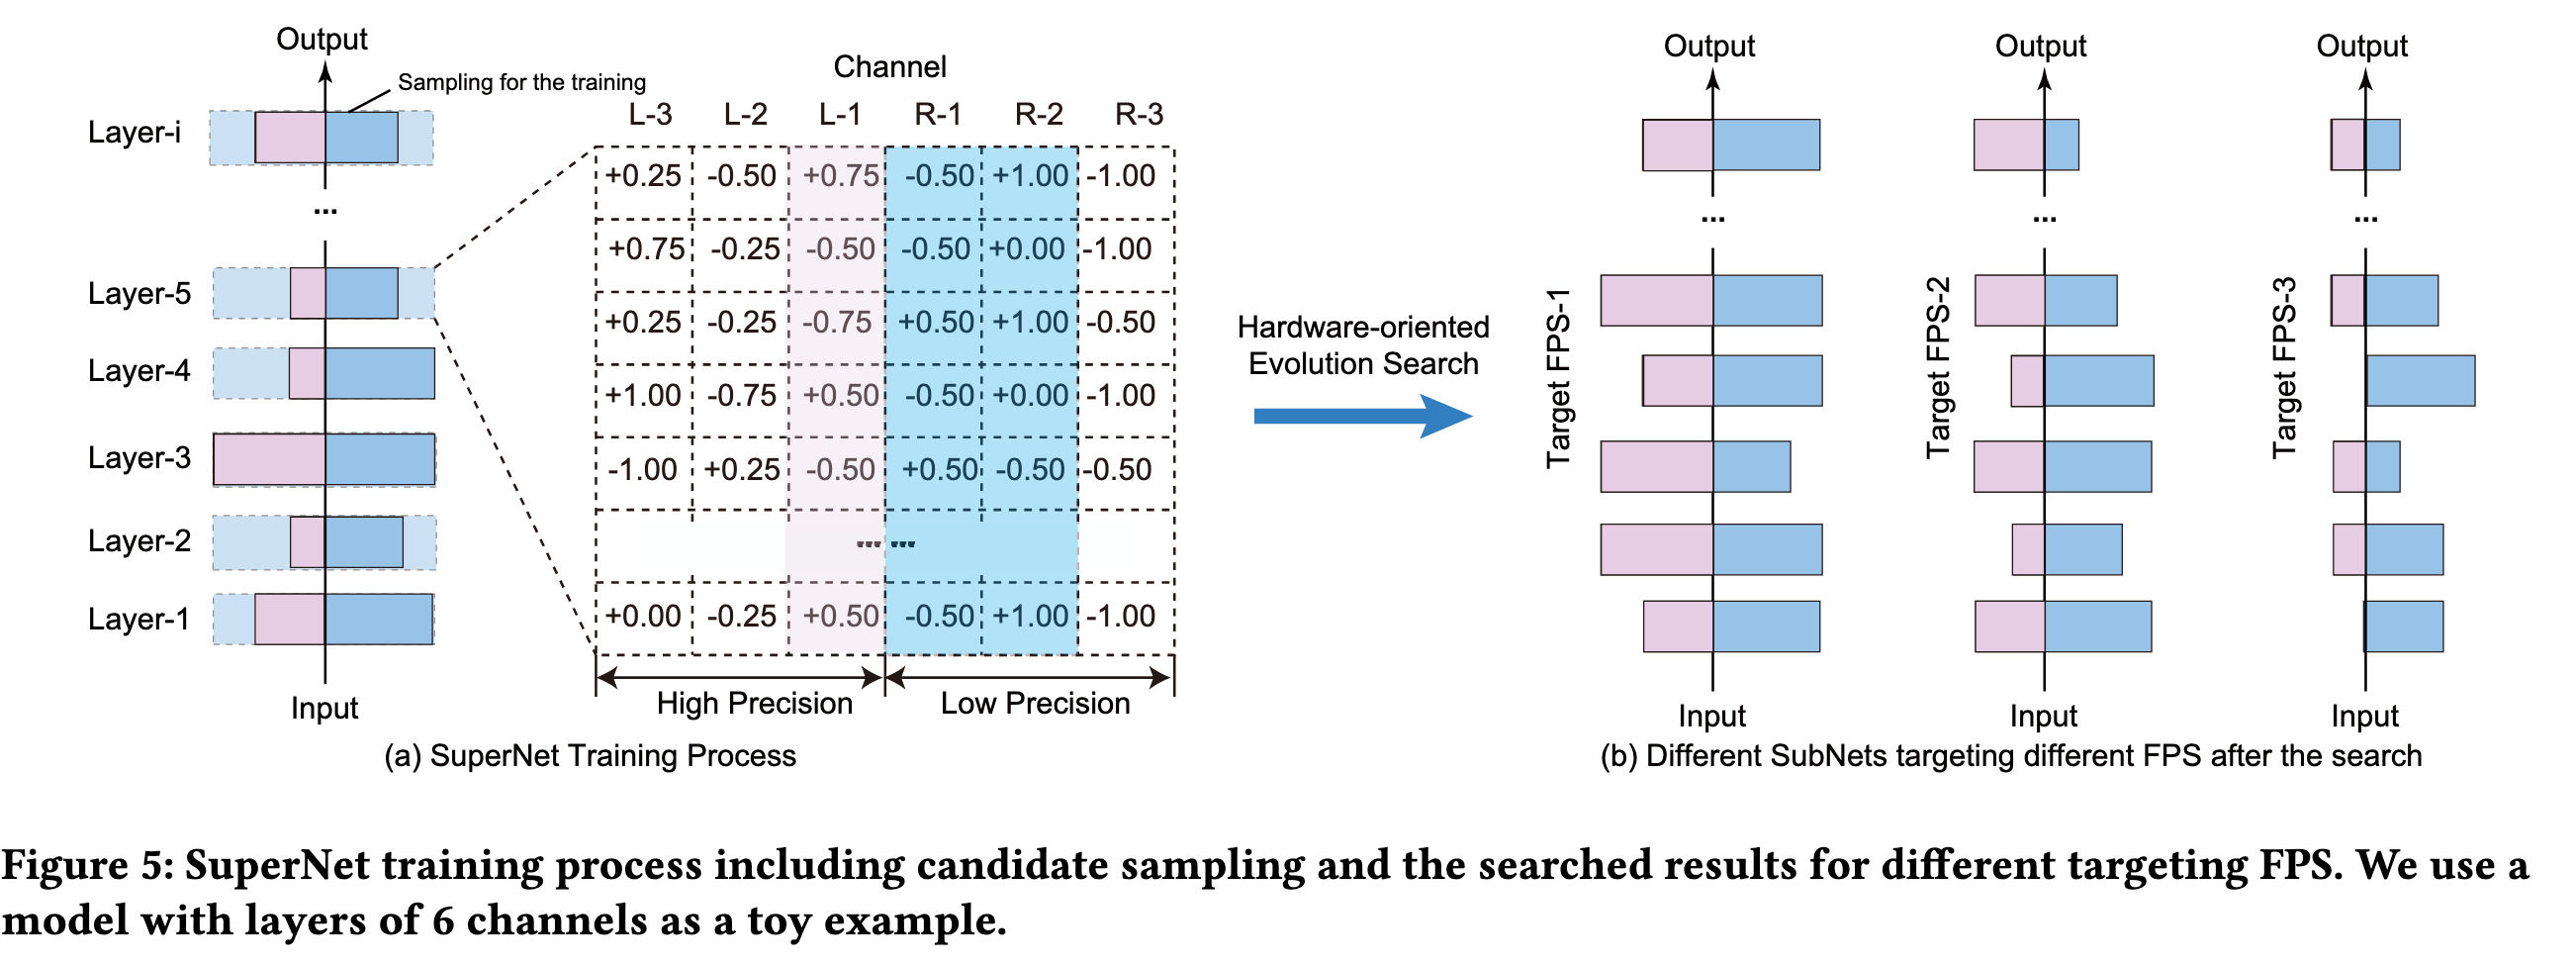 Output
Sampling for the training
Layer-i
...
Layer-5
Layer-4
Layer-3
Layer-2
Layer-1
Input
Channel
L-3 L-2 L-1 R-1 R-2 R-3
+0.25 -0.50 +0.75 -0.50 +1.00 -1.00
+0.75 -0.25 -0.50 -0.50 +0.00 -1.00
+0.25 -0.25 -0.75 +0.50 +1.00 -0.50
+1.00 -0.75 +0.50 -0.50 +0.00 -1.00
-1.00 +0.25 -0.50 +0.50 -0.50 -0.50
... ...
+0.00 -0.25 +0.50 -0.50 +1.00 -1.00
High Precision Low Precision
(a) SuperNet Training Process
Hardware-oriented
Evolution Search
Output
...
Target FPS-1
Input
Output
...
Target FPS-2
Input
Output
...
Target FPS-3
Input
(b) Different SubNets targeting different FPS after the search
Figure 5: SuperNet training process including candidate sampling and the searched results for different targeting FPS. We use a
model with layers of 6 channels as a toy example.